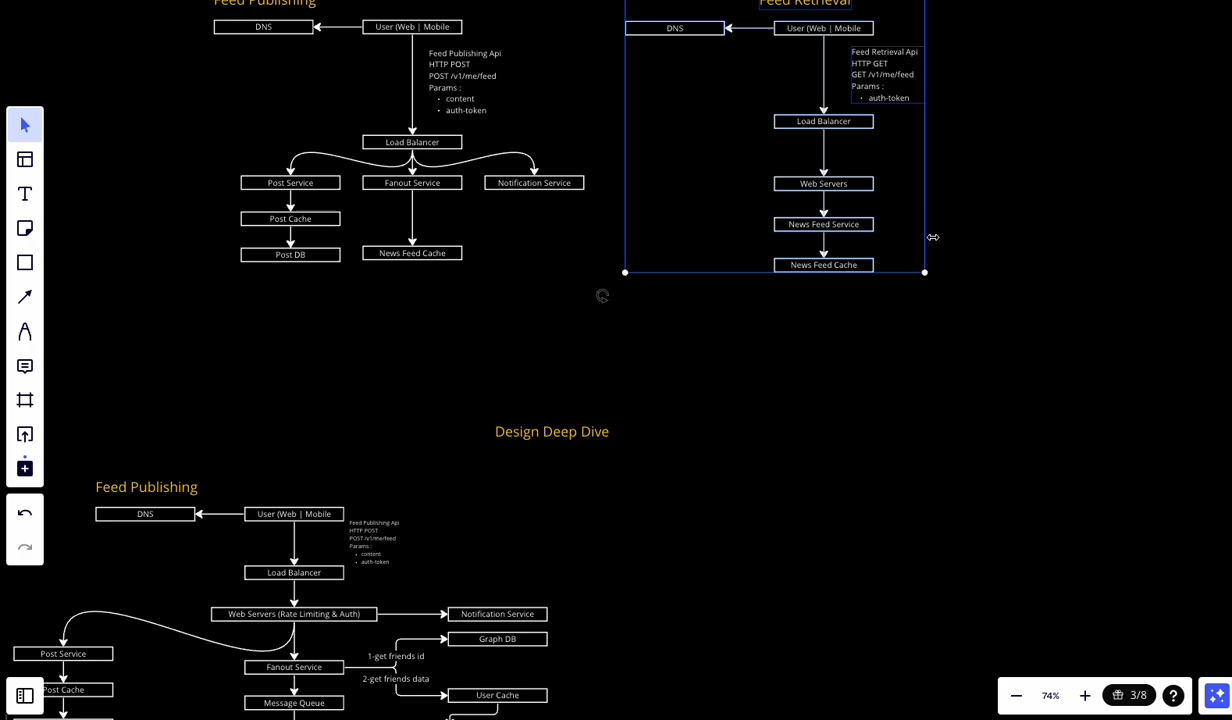 Feed Publishing
DNS
User (Web | Mobile
Feed Publishing Api
HTTP POST
POST /v1/me/feed
Params :
• content
• auth-token
Load Balancer
Post Service
Fanout Service
Notification Service
Post Cache
Post DB
News Feed Cache
Feed Retrieval
DNS
User (Web | Mobile
Feed Retrieval Api
HTTP GET
GET /v1/me/feed
Params :
• auth-token
Load Balancer
Web Servers
News Feed Service
News Feed Cache
Design Deep Dive
Feed Publishing
DNS
User (Web | Mobile
Feed Publishing Api
HTTP POST
POST /v1/me/feed
Params :
• content
• auth-token
Load Balancer
Web Servers (Rate Limiting & Auth)
Notification Service
Graph DB
Post Service
Fanout Service
1-get friends id
2-get friends data
Post Cache
Message Queue
User Cache
74%
3/8